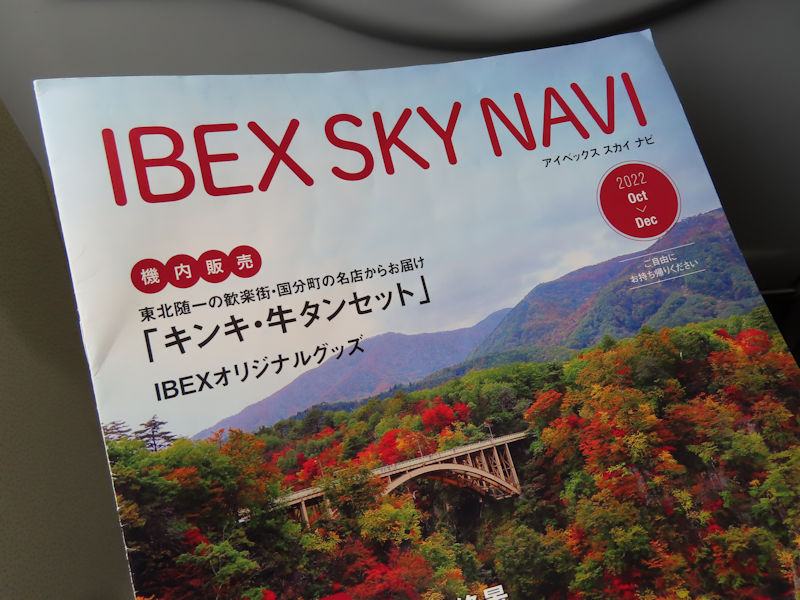 IBEX SKY NAVI
アイベックス スカイ ナビ
2022
Oct
Dec
ご自由に
お持ち帰りください
機内販売
東北随一の歓楽街・国分町の名店からお届け
「キンキ・牛タンセット」
IBEXオリジナルグッズ